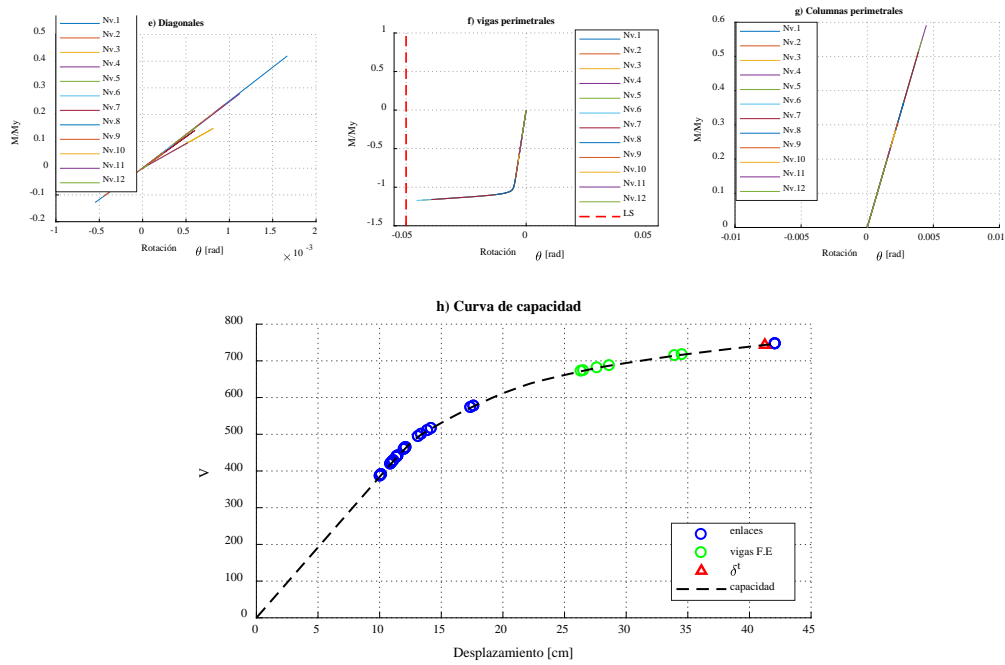 e) Diagonales
Nv.1
Nv.2
Nv.3
Nv.4
Nv.5
Nv.6
Nv.7
Nv.8
Nv.9
Nv.10
Nv.11
Nv.12
M/My
0.5
0.4
0.3
0.2
0.1
0
-0.1
-0.2
-1
0.5
0
0.5
1
1.5
2
Rotación
θ [rad]
×10 -3
f) vigas perimetrales
Nv.1
Nv.2
Nv.3
Nv.4
Nv.5
Nv.6
Nv.7
Nv.8
Nv.9
Nv.10
Nv.11
Nv.12
LS
M/My
1
0.5
0
-0.5
-1
-1.5
-0.05
0
0.05
Rotación
θ [rad]
g) Columnas perimetrales
Nv.1
Nv.2
Nv.3
Nv.4
Nv.5
Nv.6
Nv.7
Nv.8
Nv.9
Nv.10
Nv.11
Nv.12
M/My
0.6
0.5
0.4
0.3
0.2
0.1
0
-0.01
-0.005
0
0.005
0.01
Rotación
θ [rad]
h) Curva de capacidad
800
700
600
500
400
300
200
100
0
V
0
5
10
15
20
25
30
35
40
45
Desplazamiento [cm]
enlaces
vigas F.E
δt
capacidad